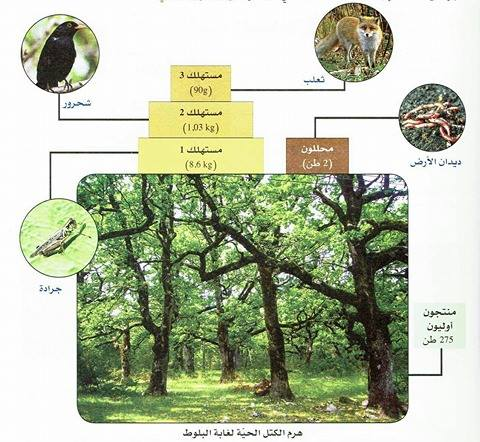 شحرور
ثعلب
مستهلك 3
(90g)
مستهلك 2
(1,03 kg)
مستهلك 1
(8,6 kg)
محللون
(2 طن)
ديدان الأرض
جرادة
منتجون
أوليون
275 طن
هرم الكتل الحيّة لغابة البلوط